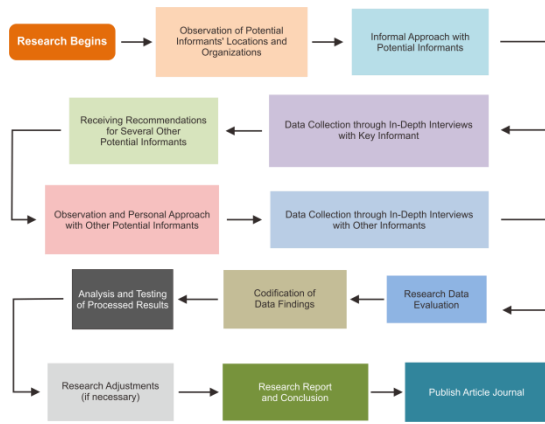 Research Begins
Observation of Potential
Informants' Locations and
Organizations
Informal Approach with
Potential Informants
Receiving Recommendations
for Several Other
Potential Informants
Data Collection through In-Depth Interviews
with Key Informant
Observation and Personal Approach
with Other Potential Informants
Data Collection through In-Depth Interviews
with Other Informants
Analysis and Testing
of Processed Results
Codification of
Data Findings
Research Data
Evaluation
Research Adjustments
(if necessary)
Research Report
and Conclusion
Publish Article Journal